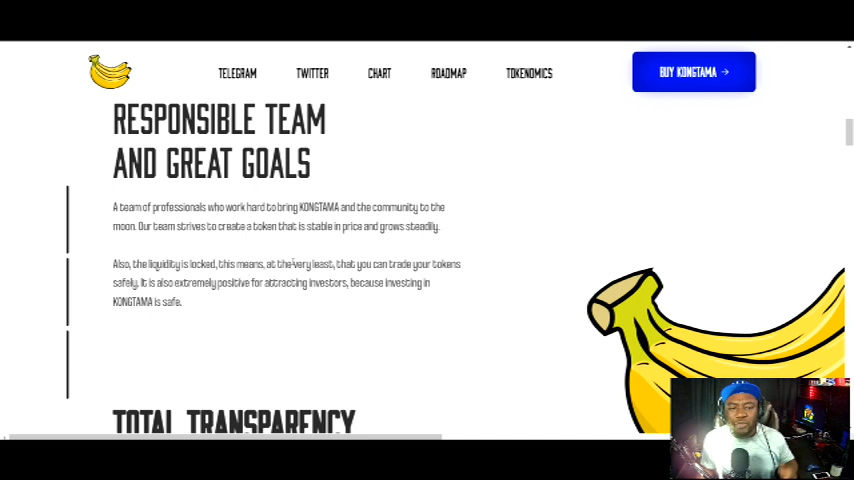 TELEGRAM TWITTER CHART ROADMAP TOKENOMICS BUY KONGTAMA →
RESPONSIBLE TEAM
AND GREAT GOALS
A team of professionals who work hard to bring KONGTAMA and the community to the
moon. Our team strives to create a token that is stable in price and grows steadily.
Also, the liquidity is locked, this means, at the very least, that you can trade your tokens
safely. It is also extremely positive for attracting investors, because investing in
KONGTAMA is safe.
TOTAL TRANSPARENCY